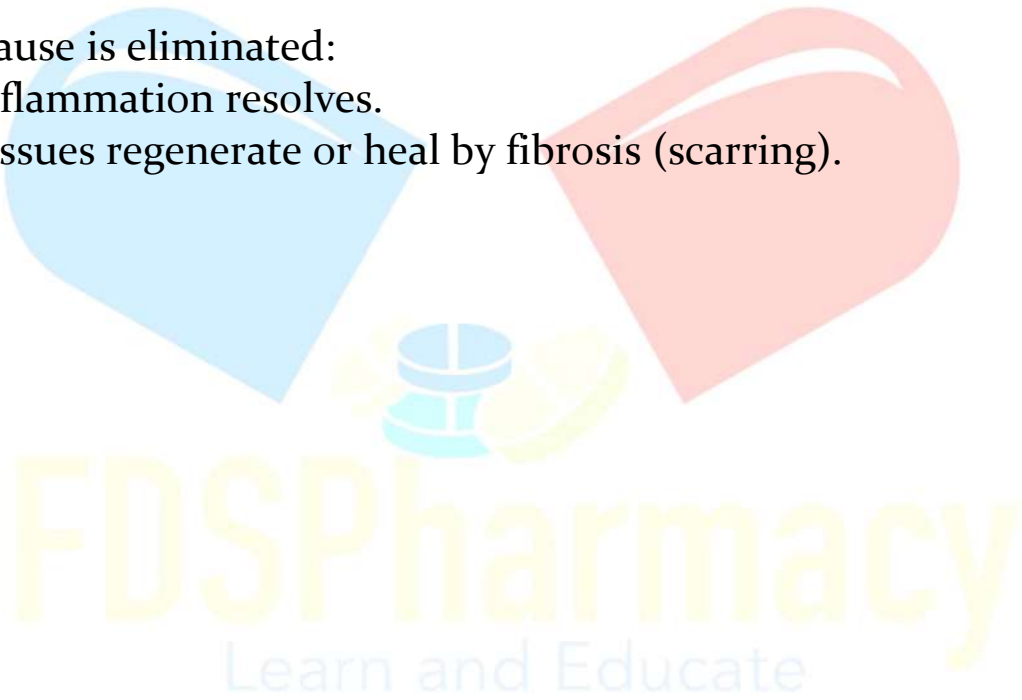 ause is eliminated:
flammation resolves.
ssues regenerate or heal by fibrosis (scarring).
FDSPharmacy
Learn and Educate